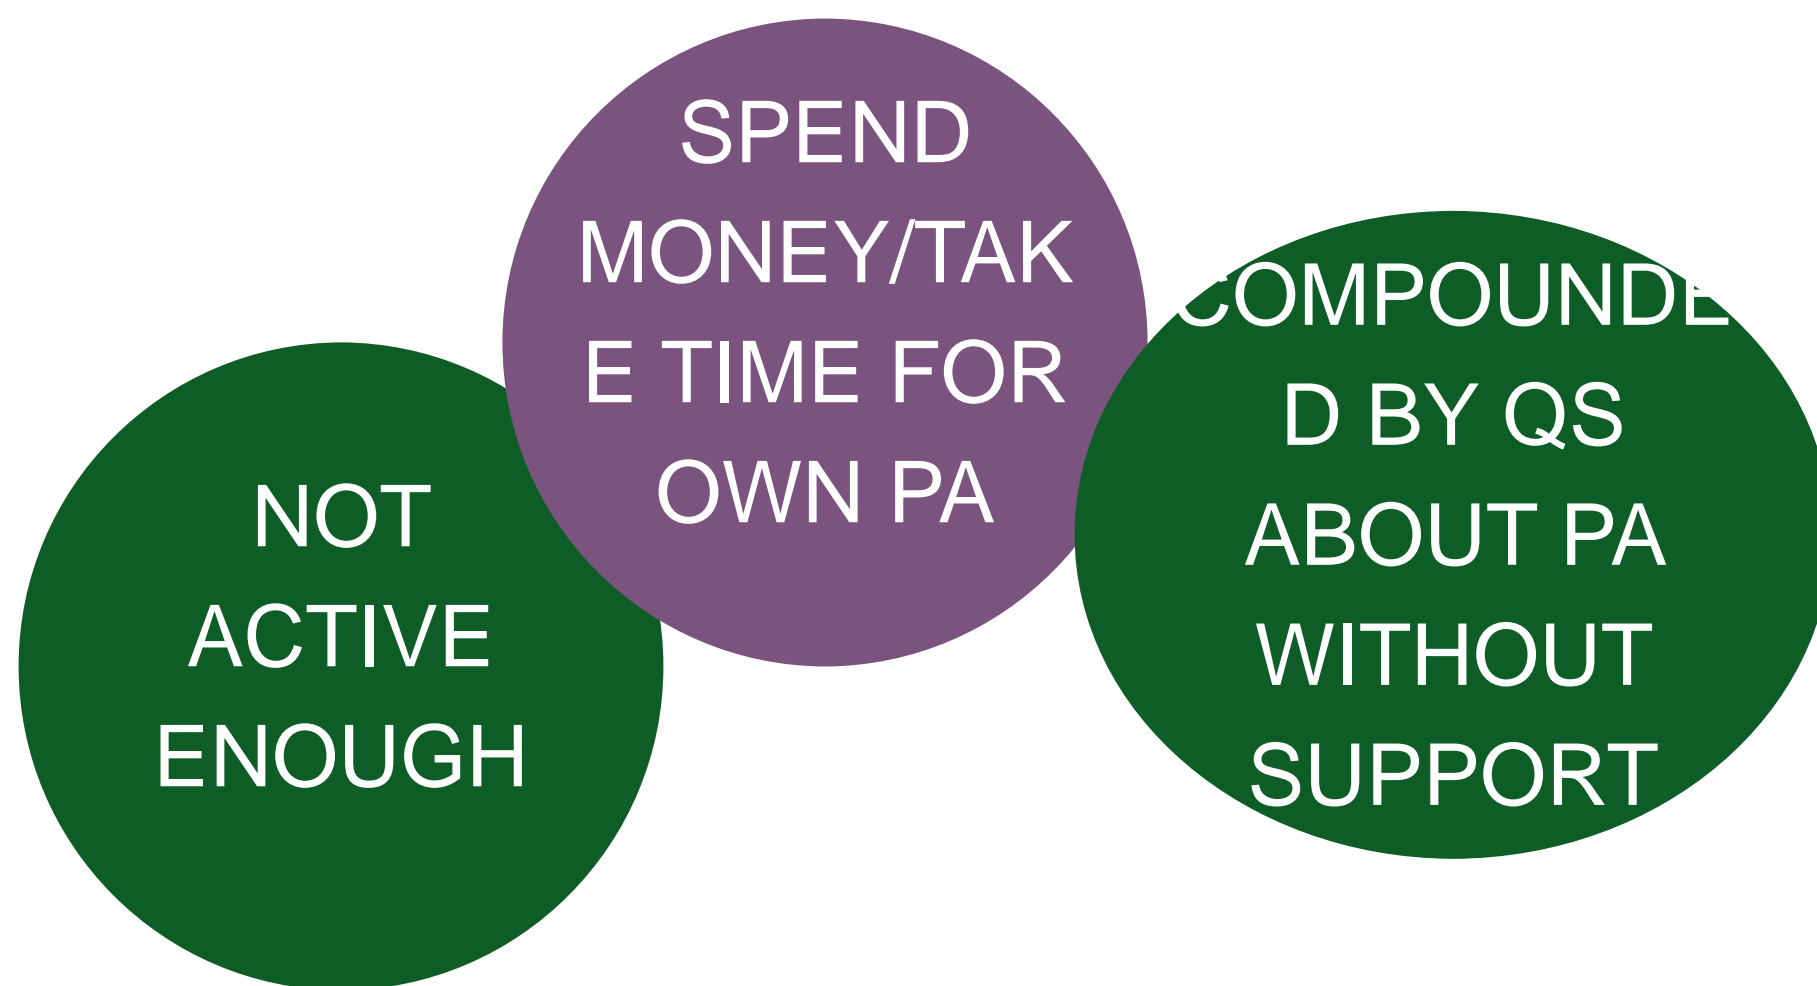 NOT
ACTIVE
ENOUGH
SPEND
MONEY/TAK
E TIME FOR
OWN PA
COMPOUNDE
D BY QS
ABOUT PA
WITHOUT
SUPPORT